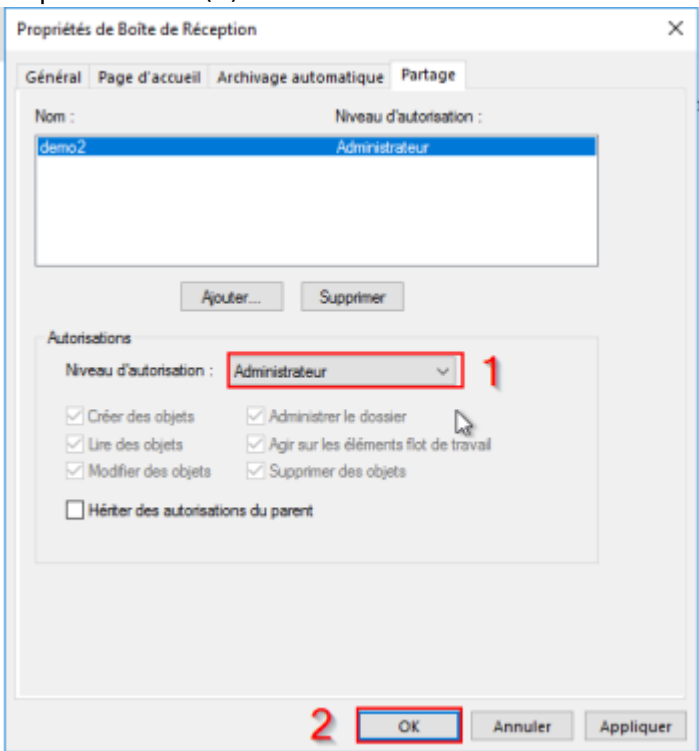 Propriétés de Boîte de Réception
Général Page d'accueil Archivage automatique Partage
Nom : Niveau d'autorisation :
demo2 Administrateur
Ajouter... Supprimer
Autorisations
Niveau d'autorisation : Administrateur 1
Créer des objets Administrer le dossier
Lire des objets Agir sur les éléments flot de travail
Modifier des objets Supprimer des objets
Hériter des autorisations du parent
2 OK Annuler Appliquer